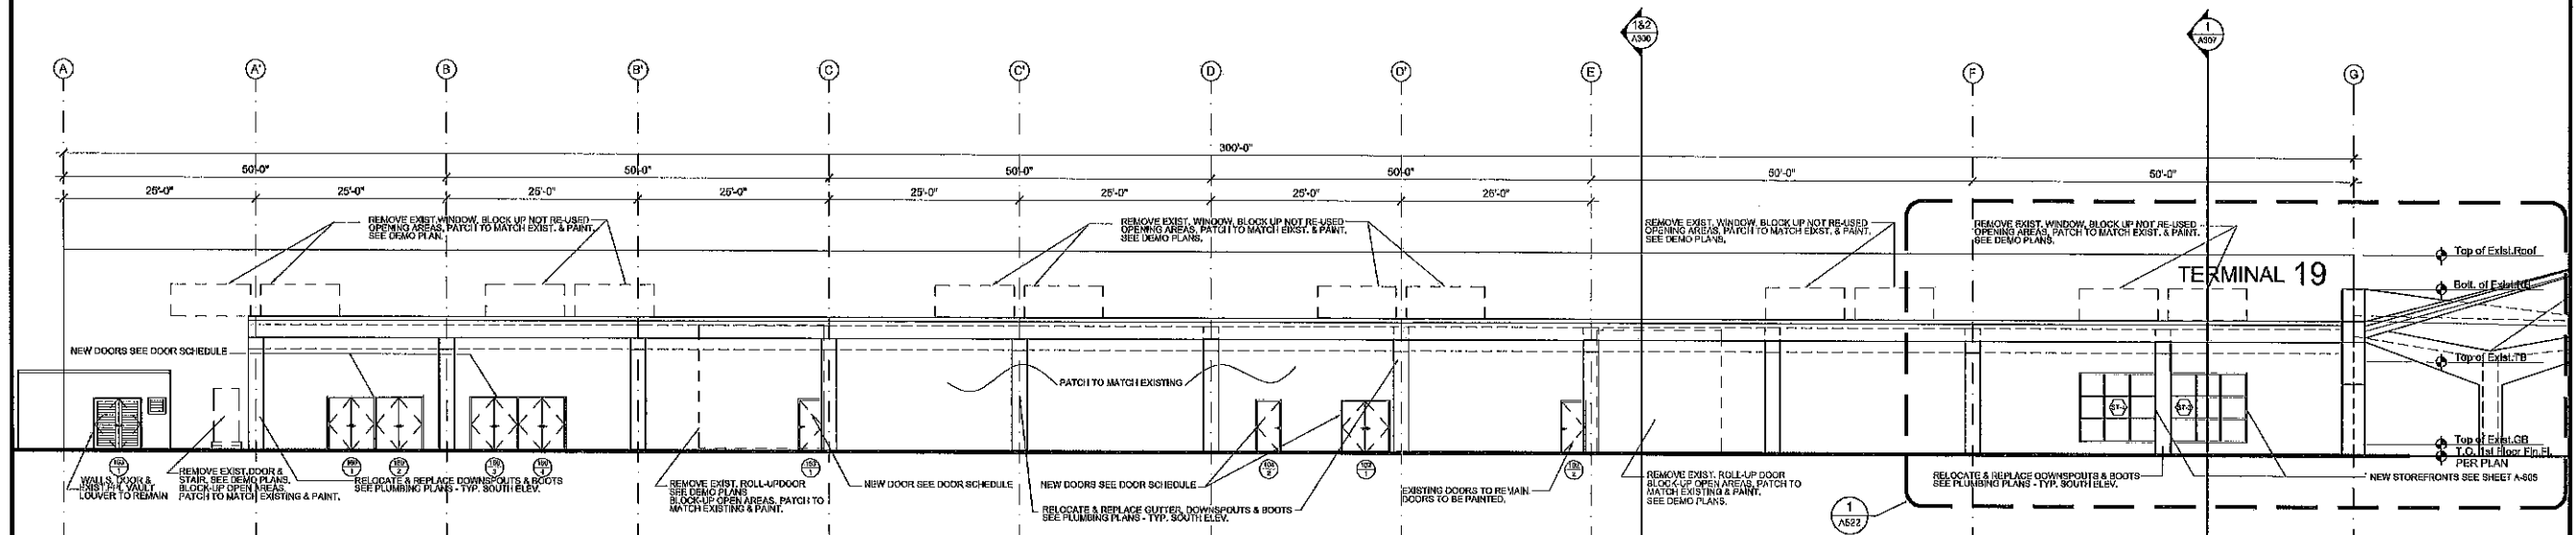 1&2
A300
1
A307
A
A'
B
B'
C
C'
D
D'
E
F
G
300'-0"
50'-0"
50'-0"
50'-0"
50'-0"
50'-0"
50'-0"
25'-0"
25'-0"
25'-0"
25'-0"
25'-0"
25'-0"
25'-0"
25'-0"
REMOVE EXIST. WINDOW, BLOCK UP NOT RE-USED
OPENING AREAS, PATCH TO MATCH EXIST. & PAINT.
SEE DEMO PLAN.
REMOVE EXIST. WINDOW, BLOCK UP NOT RE-USED
OPENING AREAS, PATCH TO MATCH EXIST. & PAINT.
SEE DEMO PLANS.
REMOVE EXIST. WINDOW, BLOCK UP NOT RE-USED
OPENING AREAS, PATCH TO MATCH EXIST. & PAINT.
SEE DEMO PLANS.
REMOVE EXIST. WINDOW, BLOCK UP NOT RE-USED
OPENING AREAS, PATCH TO MATCH EXIST. & PAINT.
SEE DEMO PLANS.
TERMINAL 19
Top of Exist.Roof
Bott. of Exist.
Top of Exist.TB
Top of Exist.GB
T.O. 1st Floor Fin.El.
PER PLAN
NEW DOORS SEE DOOR SCHEDULE
PATCH TO MATCH EXISTING
WALLS, DOOR &
EXIST.FPL VAULT
LOUVER TO REMAIN
REMOVE EXIST.DOOR &
STAIR, SEE DEMO PLANS.
BLOCK-UP OPEN AREAS.
PATCH TO MATCH EXISTING & PAINT.
RELOCATE & REPLACE DOWNSPOUTS & BOOTS
SEE PLUMBING PLANS - TYP. SOUTH ELEV.
REMOVE EXIST. ROLL-UPDOOR
SEE DEMO PLANS
BLOCK-UP OPEN AREAS. PATCH TO
MATCH EXISTING & PAINT.
NEW DOOR SEE DOOR SCHEDULE
NEW DOORS SEE DOOR SCHEDULE
RELOCATE & REPLACE GUTTER, DOWNSPOUTS & BOOTS
SEE PLUMBING PLANS - TYP. SOUTH ELEV.
EXISTING DOORS TO REMAIN
DOORS TO BE PAINTED.
REMOVE EXIST. ROLL-UP DOOR
BLOCK-UP OPEN AREAS, PATCH TO
MATCH EXISTING & PAINT.
SEE DEMO PLANS.
RELOCATE & REPLACE DOWNSPOUTS & BOOTS
SEE PLUMBING PLANS - TYP. SOUTH ELEV.
NEW STOREFRONTS SEE SHEET A-605
1
A522